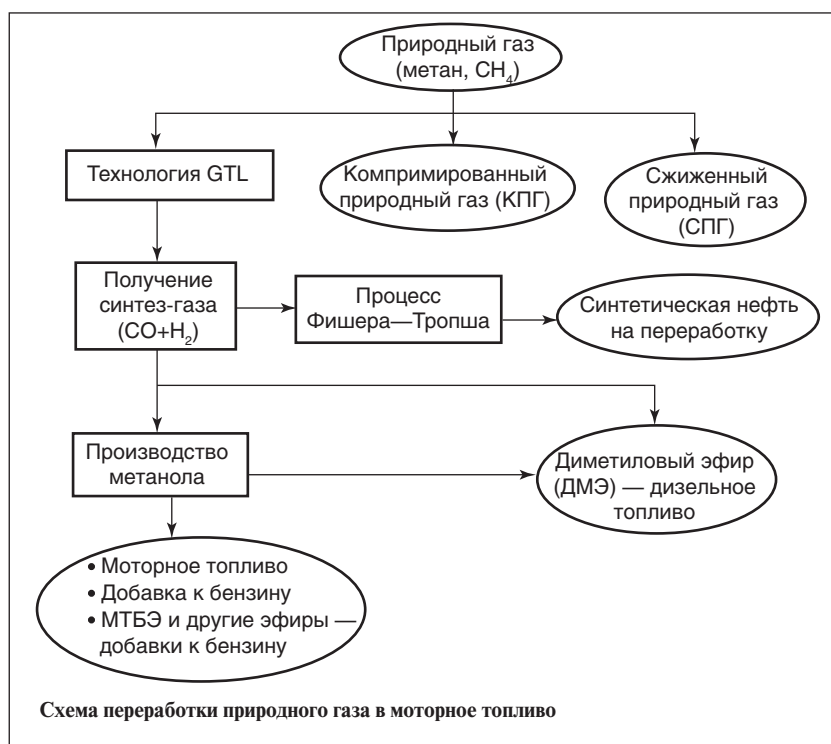 Природный газ
(метан, CH₄)
Технология GTL
Компримированный
природный газ (КПГ)
Сжиженный
природный газ
(СПГ)
Получение
синтез-газа
(CO+H₂)
Процесс
Фишера—Тропша
Синтетическая нефть
на переработку
Производство
метанола
Диметиловый эфир
(ДМЭ) — дизельное
топливо
• Моторное топливо
• Добавка к бензину
• МТБЭ и другие эфиры —
добавки к бензину
Схема переработки природного газа в моторное топливо